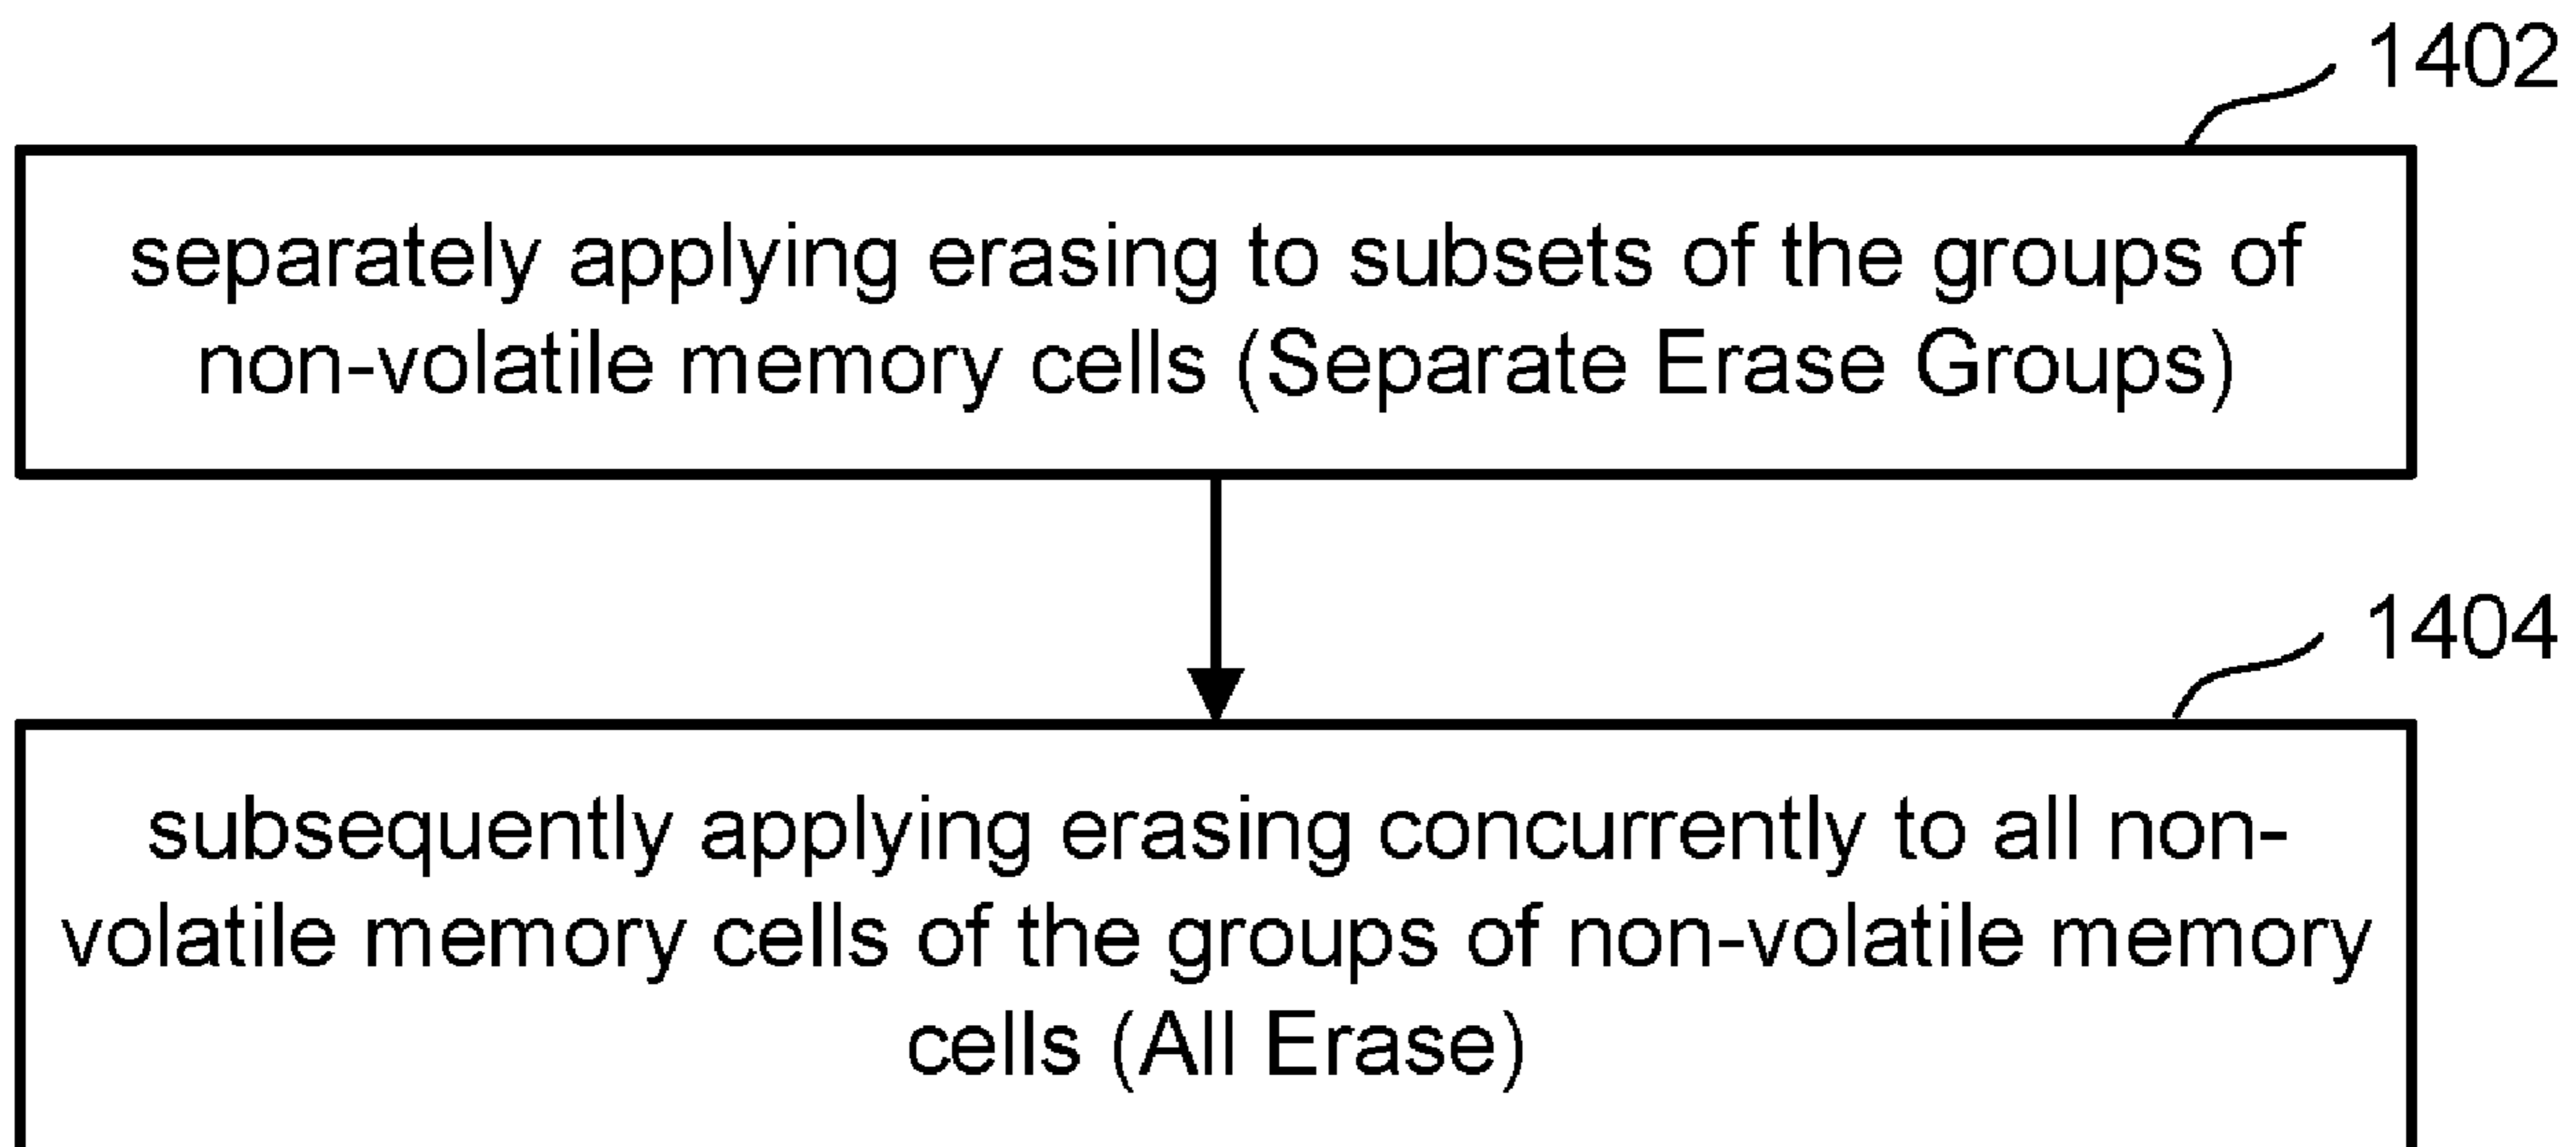 1402
separately applying erasing to subsets of the groups of
non-volatile memory cells (Separate Erase Groups)
1404
subsequently applying erasing concurrently to all non-
volatile memory cells of the groups of non-volatile memory
cells (All Erase)